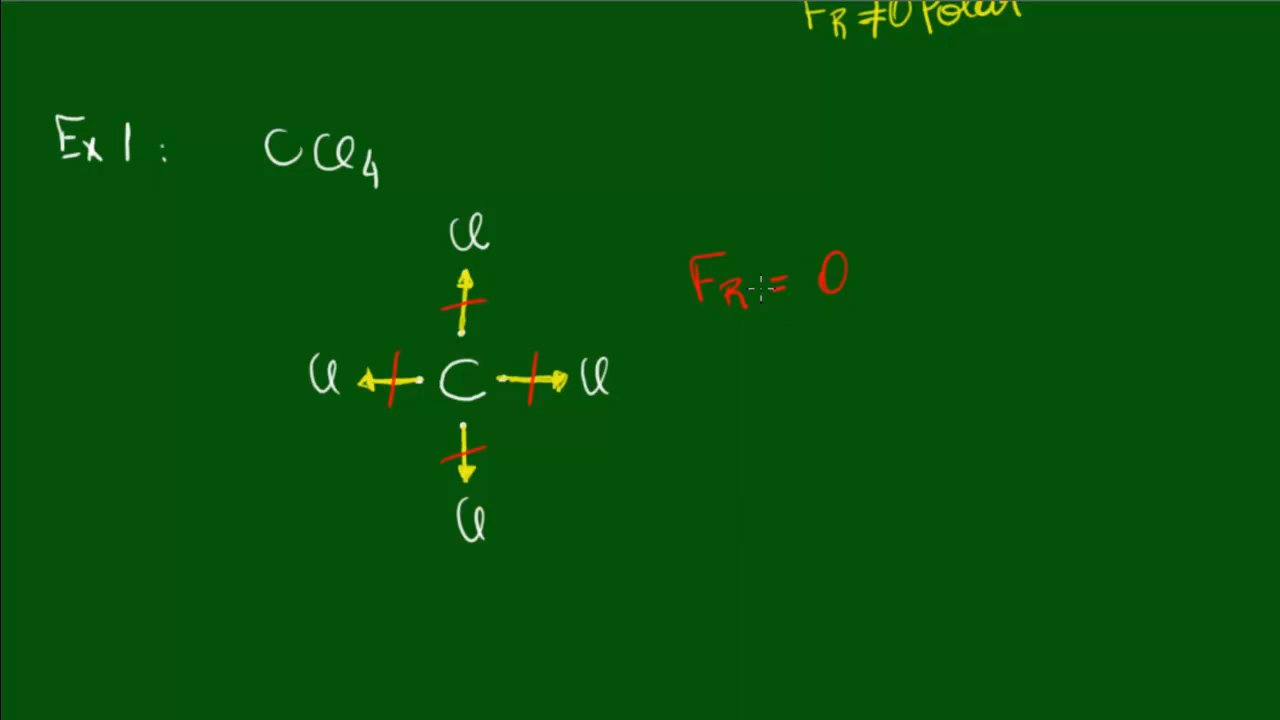 FR ≠ 0 Polar
Ex 1: CCl4
Cl
FR = 0
Cl C Cl
Cl